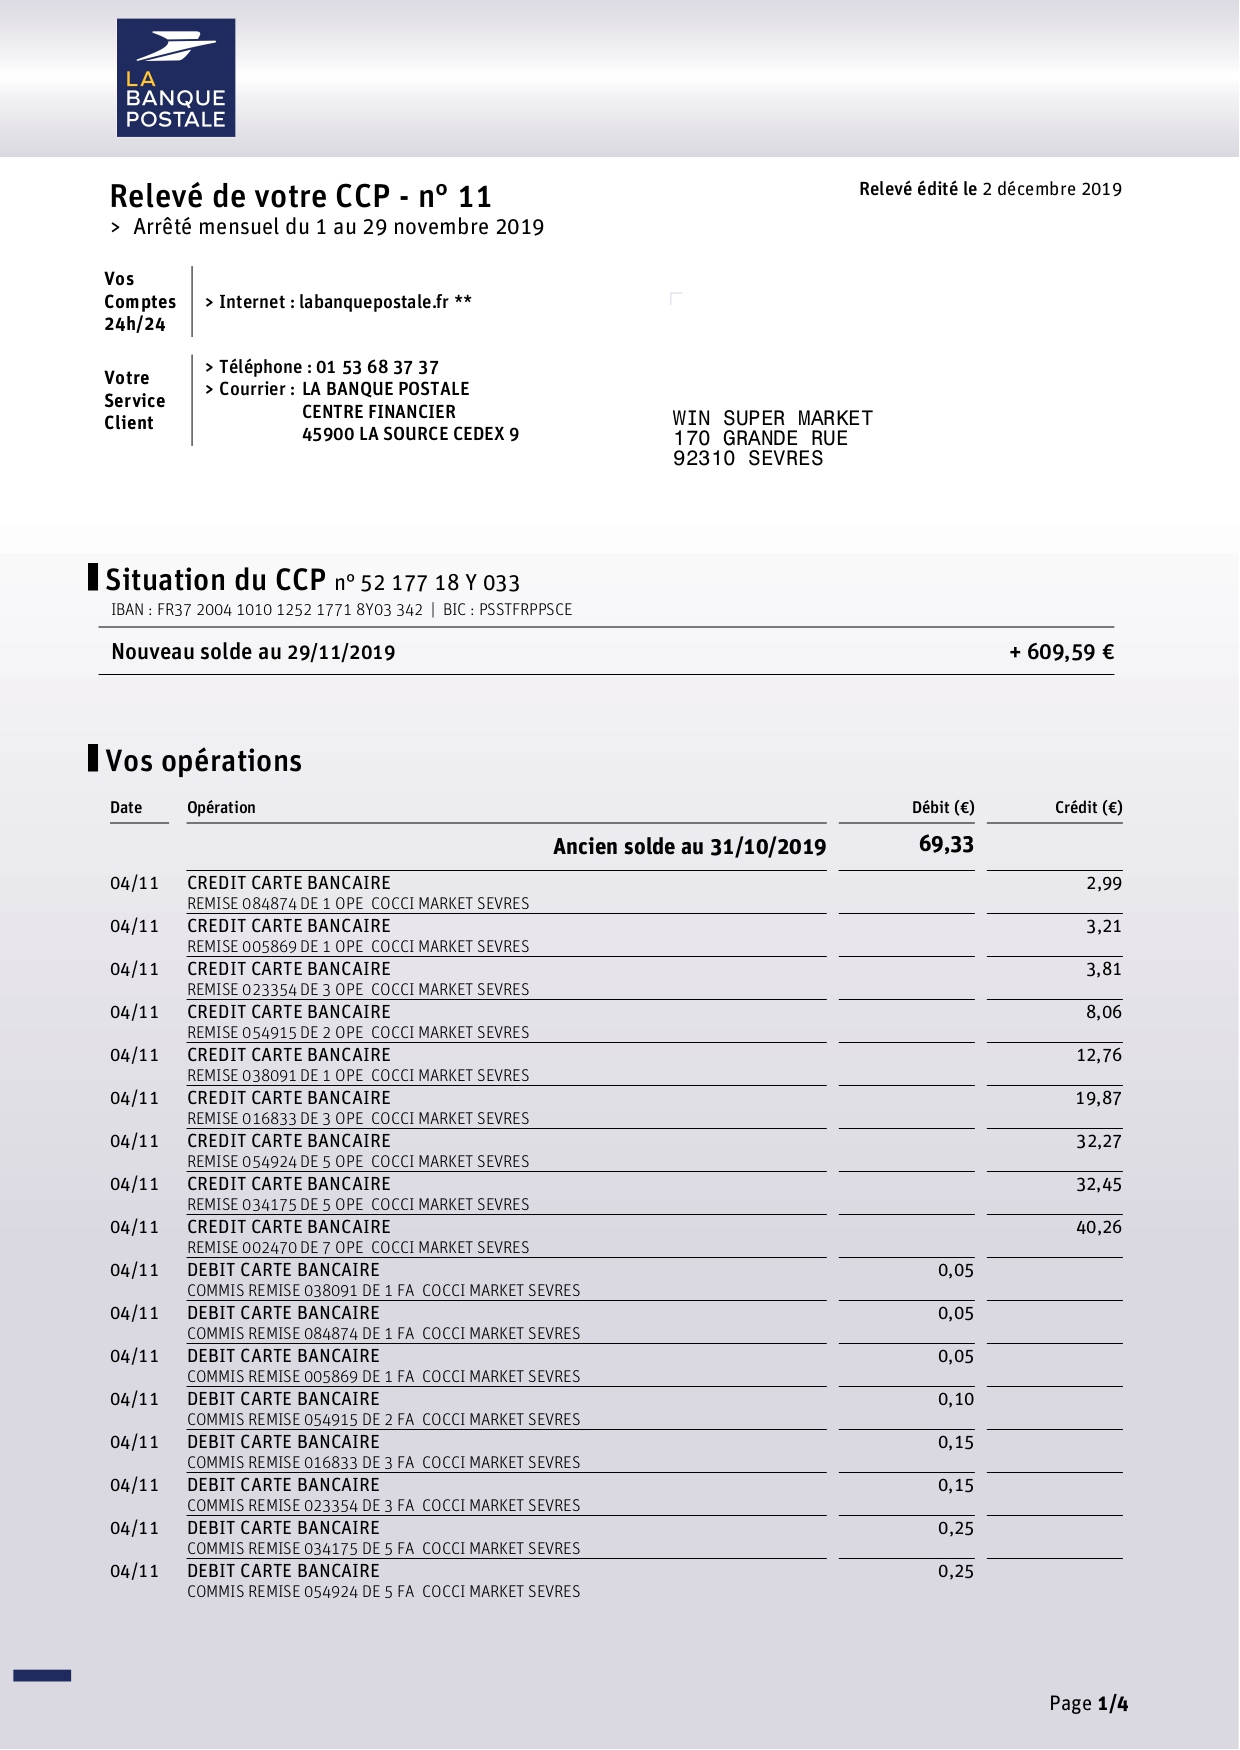 LA
BANQUE
POSTALE
Relevé de votre CCP - nº 11
Relevé édité le 2 décembre 2019
> Arrêté mensuel du 1 au 29 novembre 2019
Vos
Comptes
24h/24
> Internet : labanquepostale.fr **
Votre
Service
Client
> Téléphone : 01 53 68 37 37
> Courrier : LA BANQUE POSTALE
CENTRE FINANCIER
45900 LA SOURCE CEDEX 9
WIN SUPER MARKET
170 GRANDE RUE
92310 SEVRES
Situation du CCP nº 52 177 18 Y 033
IBAN : FR37 2004 1010 1252 1771 8Y03 342 | BIC : PSSTFRPPSCE
Nouveau solde au 29/11/2019 + 609,59 €
Vos opérations
Date Opération Débit (€) Crédit (€)
Ancien solde au 31/10/2019 69,33
04/11 CREDIT CARTE BANCAIRE 2,99
REMISE 084874 DE 1 OPE COCCI MARKET SEVRES
04/11 CREDIT CARTE BANCAIRE 3,21
REMISE 005869 DE 1 OPE COCCI MARKET SEVRES
04/11 CREDIT CARTE BANCAIRE 3,81
REMISE 023354 DE 3 OPE COCCI MARKET SEVRES
04/11 CREDIT CARTE BANCAIRE 8,06
REMISE 054915 DE 2 OPE COCCI MARKET SEVRES
04/11 CREDIT CARTE BANCAIRE 12,76
REMISE 038091 DE 1 OPE COCCI MARKET SEVRES
04/11 CREDIT CARTE BANCAIRE 19,87
REMISE 016833 DE 3 OPE COCCI MARKET SEVRES
04/11 CREDIT CARTE BANCAIRE 32,27
REMISE 054924 DE 5 OPE COCCI MARKET SEVRES
04/11 CREDIT CARTE BANCAIRE 32,45
REMISE 034175 DE 5 OPE COCCI MARKET SEVRES
04/11 CREDIT CARTE BANCAIRE 40,26
REMISE 002470 DE 7 OPE COCCI MARKET SEVRES
04/11 DEBIT CARTE BANCAIRE 0,05
COMMIS REMISE 038091 DE 1 FA COCCI MARKET SEVRES
04/11 DEBIT CARTE BANCAIRE 0,05
COMMIS REMISE 084874 DE 1 FA COCCI MARKET SEVRES
04/11 DEBIT CARTE BANCAIRE 0,05
COMMIS REMISE 005869 DE 1 FA COCCI MARKET SEVRES
04/11 DEBIT CARTE BANCAIRE 0,10
COMMIS REMISE 054915 DE 2 FA COCCI MARKET SEVRES
04/11 DEBIT CARTE BANCAIRE 0,15
COMMIS REMISE 016833 DE 3 FA COCCI MARKET SEVRES
04/11 DEBIT CARTE BANCAIRE 0,15
COMMIS REMISE 023354 DE 3 FA COCCI MARKET SEVRES
04/11 DEBIT CARTE BANCAIRE 0,25
COMMIS REMISE 034175 DE 5 FA COCCI MARKET SEVRES
04/11 DEBIT CARTE BANCAIRE 0,25
COMMIS REMISE 054924 DE 5 FA COCCI MARKET SEVRES
Page 1/4